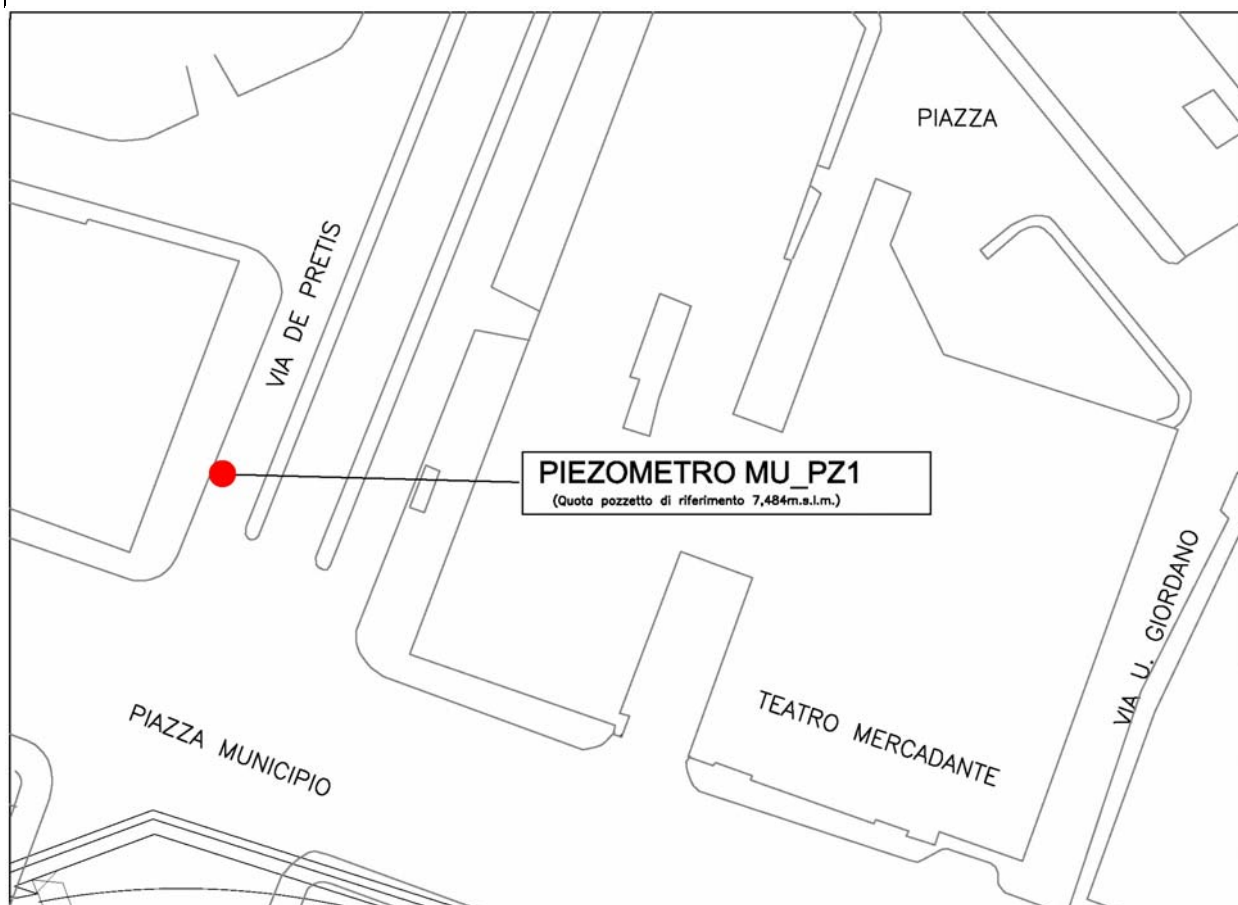 PIAZZA
VIA DE PRETIS
PIEZOMETRO MU_PZ1
(Quota pozzetto di riferimento 7,484m.s.l.m.)
VIA U. GIORDANO
TEATRO MERCADANTE
PIAZZA MUNICIPIO